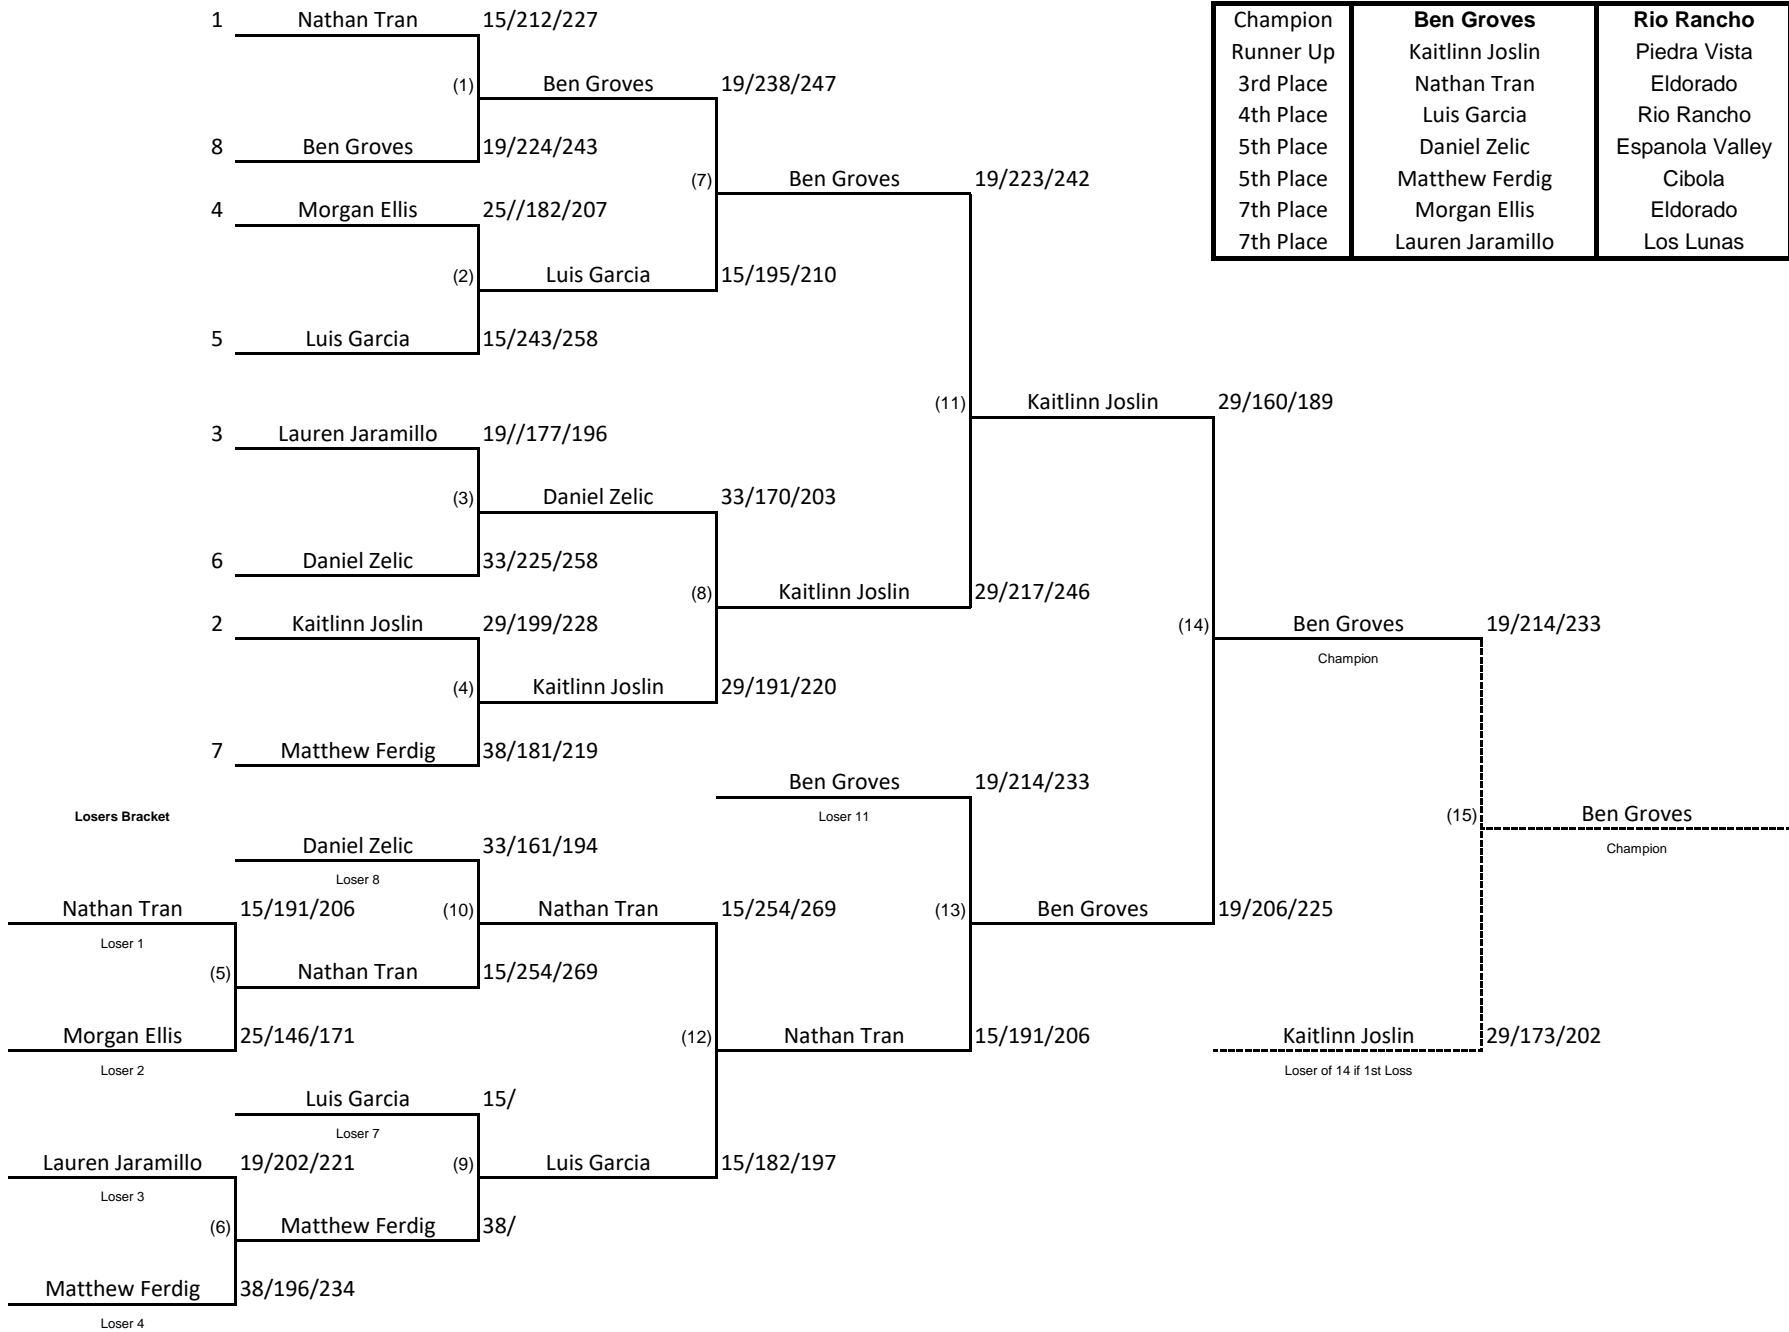 1 Nathan Tran 15/212/227
Champion Ben Groves Rio Rancho
Runner Up Kaitlinn Joslin Piedra Vista
(1) Ben Groves 19/238/247
3rd Place Nathan Tran Eldorado
4th Place Luis Garcia Rio Rancho
8 Ben Groves 19/224/243
5th Place Daniel Zelic Espanola Valley
(7) Ben Groves 19/223/242
5th Place Matthew Ferdig Cibola
4 Morgan Ellis 25//182/207
7th Place Morgan Ellis Eldorado
7th Place Lauren Jaramillo Los Lunas
(2) Luis Garcia 15/195/210
5 Luis Garcia 15/243/258
(11) Kaitlinn Joslin 29/160/189
3 Lauren Jaramillo 19//177/196
(3) Daniel Zelic 33/170/203
6 Daniel Zelic 33/225/258
(8) Kaitlinn Joslin 29/217/246
2 Kaitlinn Joslin 29/199/228
(14) Ben Groves 19/214/233
Champion
(4) Kaitlinn Joslin 29/191/220
7 Matthew Ferdig 38/181/219
Ben Groves 19/214/233
Losers Bracket
Loser 11
(15) Ben Groves
Daniel Zelic 33/161/194
Champion
Loser 8
Nathan Tran 15/191/206
(10) Nathan Tran 15/254/269
(13) Ben Groves 19/206/225
Loser 1
(5) Nathan Tran 15/254/269
Morgan Ellis 25/146/171
(12) Nathan Tran 15/191/206
Kaitlinn Joslin 29/173/202
Loser 2
Loser of 14 if 1st Loss
Luis Garcia 15/
Loser 7
Lauren Jaramillo 19/202/221
(9) Luis Garcia 15/182/197
Loser 3
(6) Matthew Ferdig 38/
Matthew Ferdig 38/196/234
Loser 4